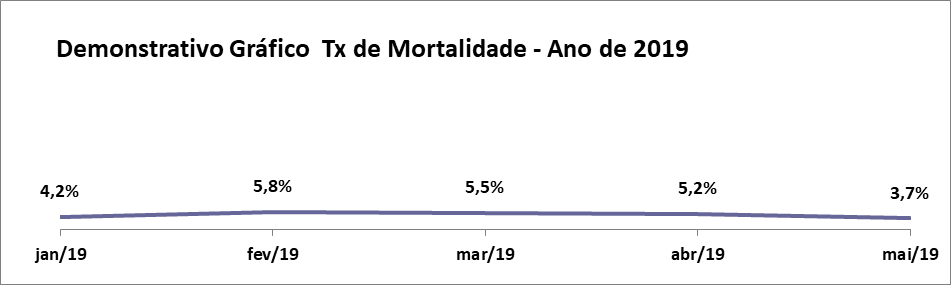 Demonstrativo Gráfico  Tx de Mortalidade - Ano de 2019
4,2% 5,8% 5,5% 5,2% 3,7%
jan/19 fev/19 mar/19 abr/19 mai/19